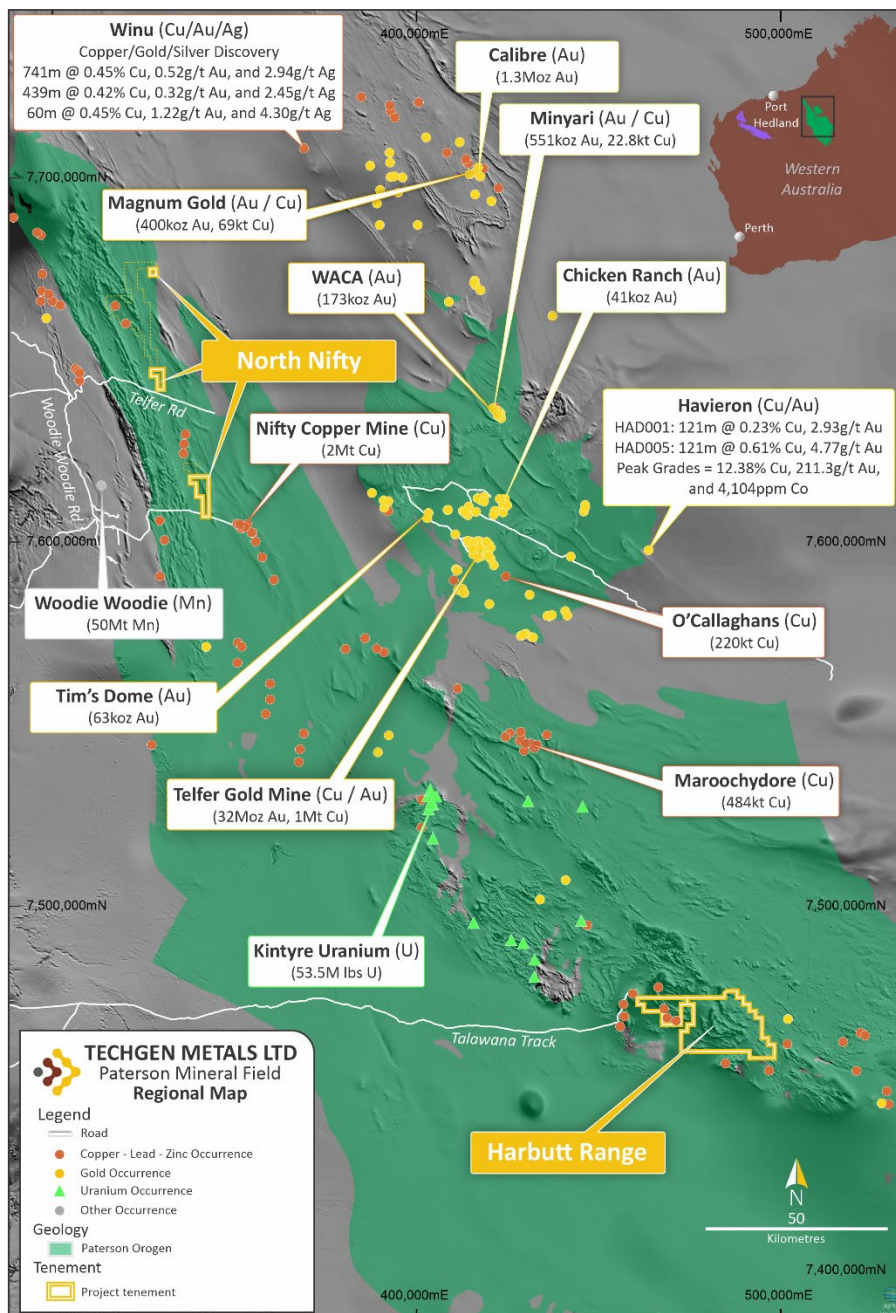 400,000mE
500,000mE
Winu (Cu/Au/Ag)
Copper/Gold/Silver Discovery
741m @ 0.45% Cu, 0.52g/t Au, and 2.94g/t Ag
439m @ 0.42% Cu, 0.32g/t Au, and 2.45g/t Ag
60m @ 0.45% Cu, 1.22g/t Au, and 4.30g/t Ag
Calibre (Au)
(1.3Moz Au)
Minyari (Au / Cu)
(551koz Au, 22.8kt Cu)
Port
Hedland
Western
Australia
Perth
7,700,000mN
Magnum Gold (Au / Cu)
(400koz Au, 69kt Cu)
WACA (Au)
(173koz Au)
Chicken Ranch (Au)
(41koz Au)
North Nifty
Telfer Rd
Woodie Woodie Rd
Nifty Copper Mine (Cu)
(2Mt Cu)
Havieron (Cu/Au)
HAD001: 121m @ 0.23% Cu, 2.93g/t Au
HAD005: 121m @ 0.61% Cu, 4.77g/t Au
Peak Grades = 12.38% Cu, 211.3g/t Au,
and 4,104ppm Co
7,600,000mN
7,600,000mN
Woodie Woodie (Mn)
(50Mt Mn)
O'Callaghans (Cu)
(220kt Cu)
Tim's Dome (Au)
(63koz Au)
Telfer Gold Mine (Cu / Au)
(32Moz Au, 1Mt Cu)
Maroochydore (Cu)
(484kt Cu)
7,500,000mN
7,500,000mN
Kintyre Uranium (U)
(53.5M lbs U)
Talawana Track
Harbutt Range
TECHGEN METALS LTD
Paterson Mineral Field
Regional Map
Legend
Road
Copper - Lead - Zinc Occurrence
Gold Occurrence
Uranium Occurrence
Other Occurrence
Geology
Paterson Orogen
Tenement
Project tenement
N
50
Kilometres
7,400,000mN
400,000mE
500,000mE